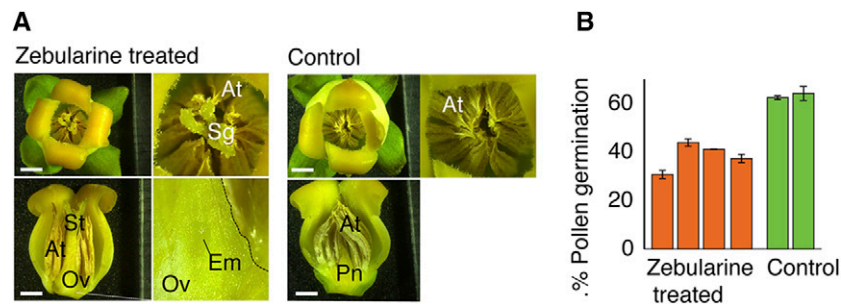 A
Zebularine treated
Control
At
Sg
At
St
At
Ov
Em
Ov
At
Pn
B
.% Pollen germination
60
40
20
0
Zebularine
treated
Control